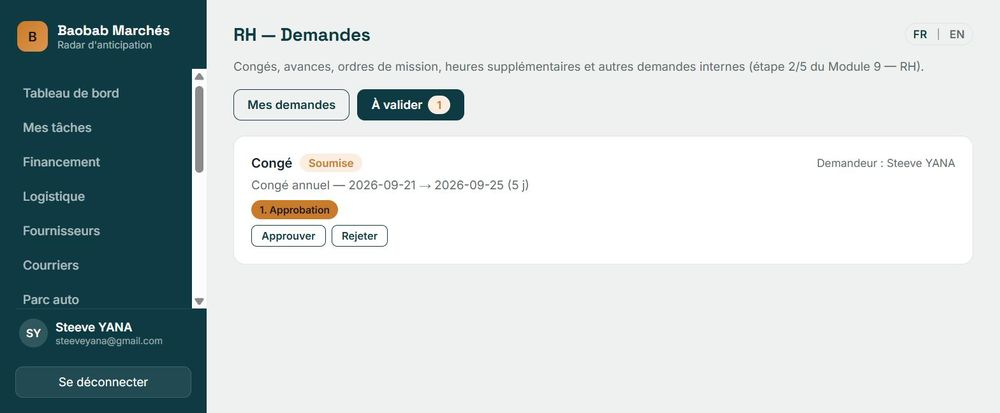 B
Baobab Marchés
Radar d'anticipation
Tableau de bord
Mes tâches
Financement
Logistique
Fournisseurs
Courriers
Parc auto
SY
Steeve YANA
steeveyana@gmail.com
Se déconnecter
RH — Demandes
FR | EN
Congés, avances, ordres de mission, heures supplémentaires et autres demandes internes (étape 2/5 du Module 9 — RH).
Mes demandes
À valider 1
Congé Soumise
Demandeur : Steeve YANA
Congé annuel — 2026-09-21 → 2026-09-25 (5 j)
1. Approbation
Approuver Rejeter